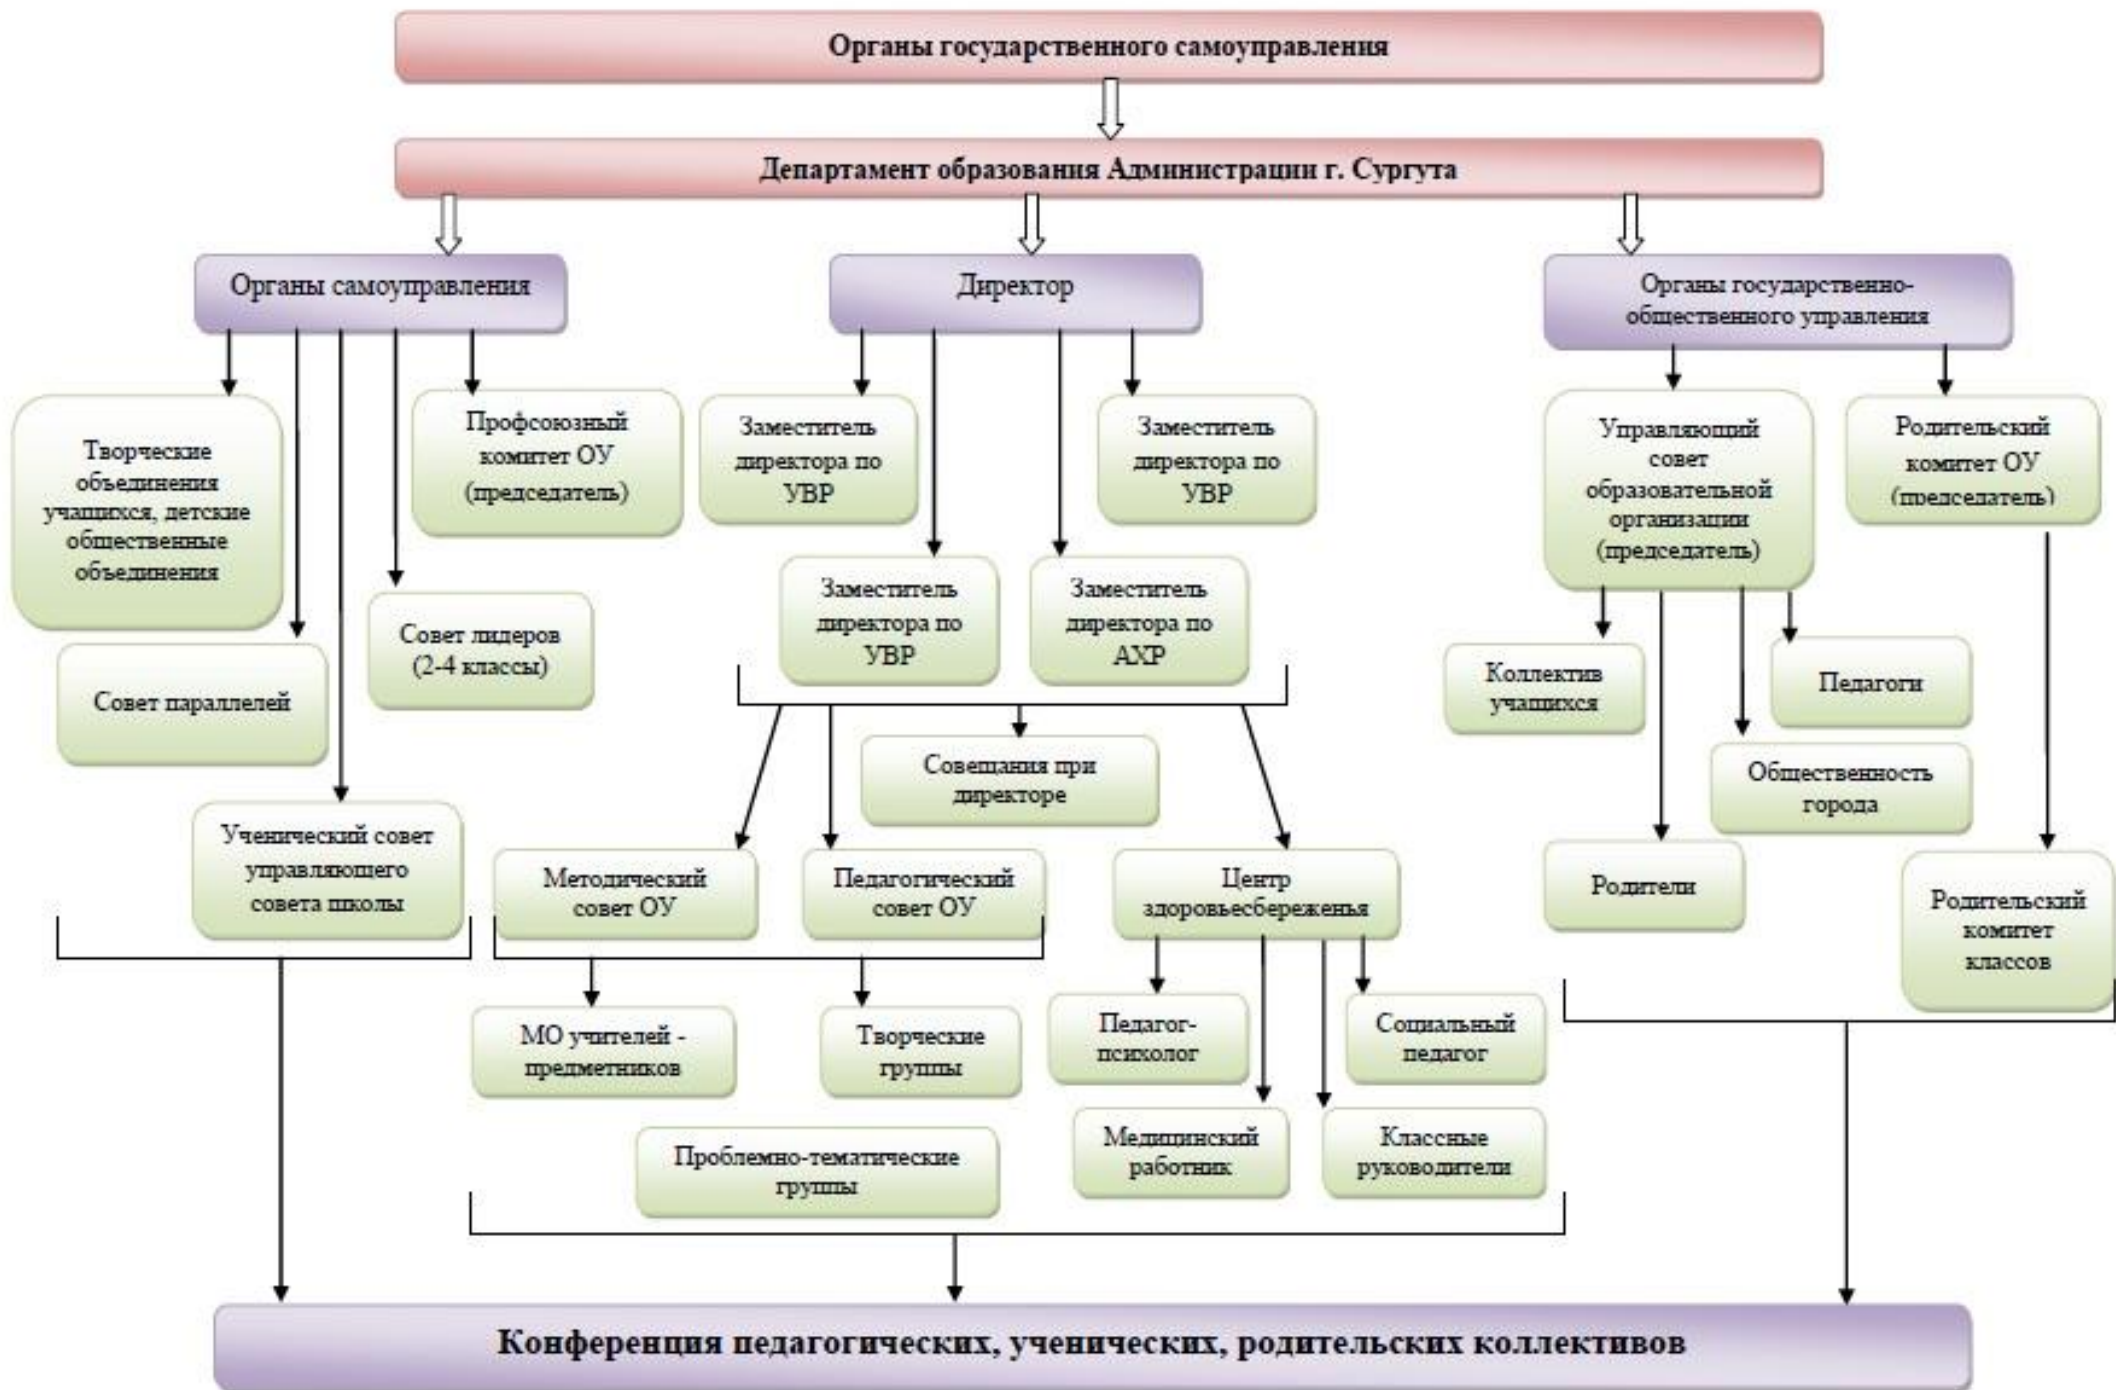 Органы государственного самоуправления
Департамент образования Администрации г. Сургута
Органы самоуправления
Директор
Органы государственно-
общественного управления
Творческие
объединения
учащихся, детские
общественные
объединения
Профсоюзный
комитет ОУ
(председатель)
Заместитель
директора по
УВР
Заместитель
директора по
УВР
Управляющий
совет
образовательной
организации
(председатель)
Родительский
комитет ОУ
(председатель)
Совет параллелей
Совет лидеров
(2-4 классы)
Заместитель
директора по
УВР
Заместитель
директора по
АХР
Коллектив
учащихся
Педагоги
Совещания при
директоре
Общественность
города
Ученический совет
управляющего
совета школы
Методический
совет ОУ
Педагогический
совет ОУ
Центр
здоровьесбереженья
Родители
Родительский
комитет
классов
МО учителей -
предметников
Творческие
группы
Педагог-
психолог
Социальный
педагог
Проблемно-тематические
группы
Медицинский
работник
Классные
руководители
Конференция педагогических, ученических, родительских коллективов